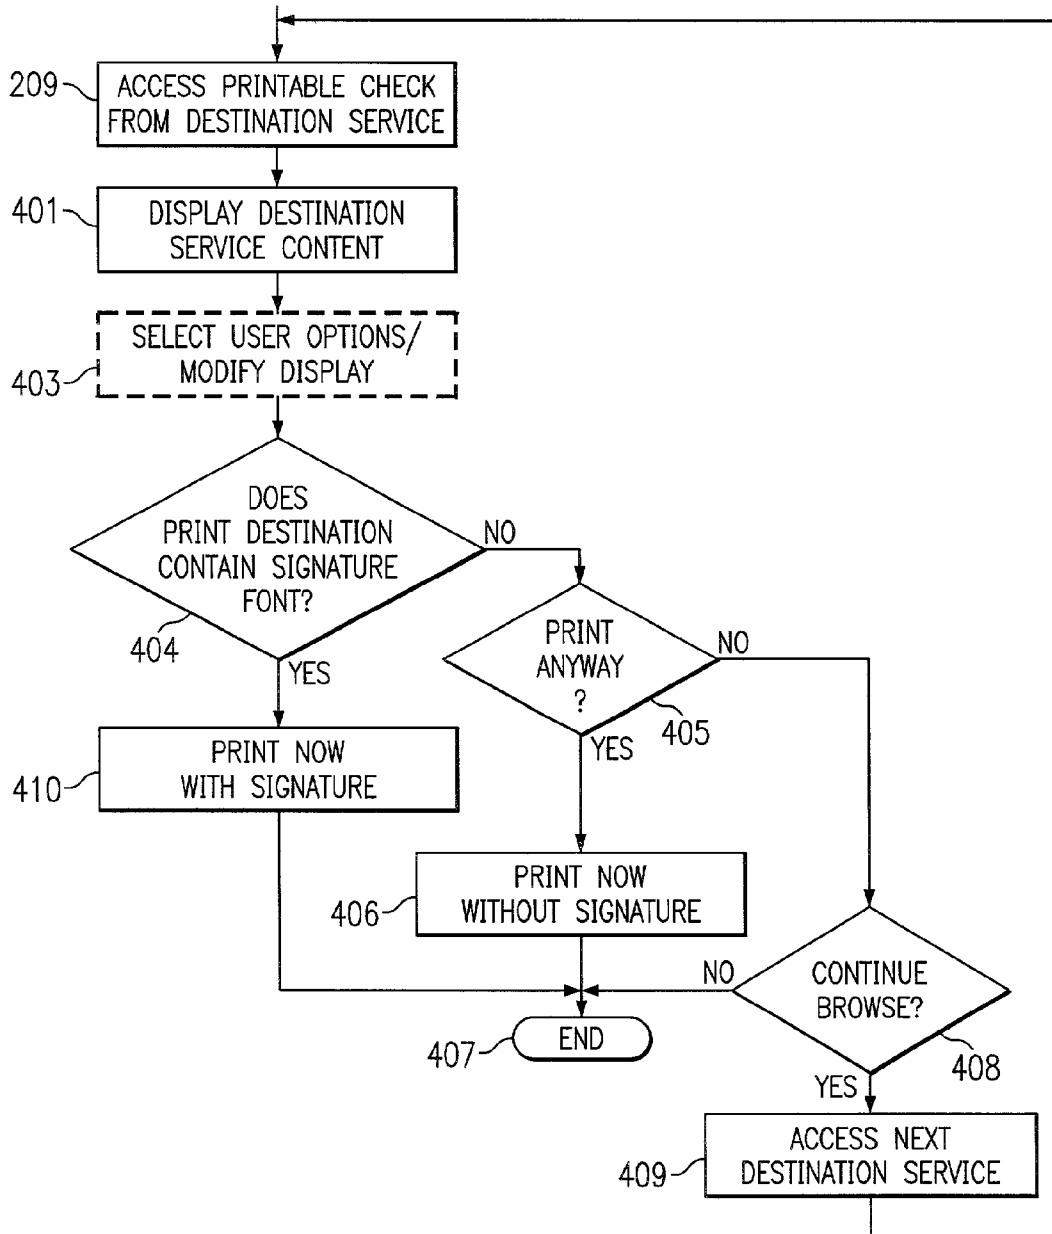 209
ACCESS PRINTABLE CHECK
FROM DESTINATION SERVICE
401
DISPLAY DESTINATION
SERVICE CONTENT
403
SELECT USER OPTIONS/
MODIFY DISPLAY
DOES
PRINT DESTINATION
CONTAIN SIGNATURE
FONT?
404
NO
YES
PRINT
ANYWAY
?
405
NO
YES
410
PRINT NOW
WITH SIGNATURE
406
PRINT NOW
WITHOUT SIGNATURE
CONTINUE
BROWSE?
408
NO
YES
407
END
409
ACCESS NEXT
DESTINATION SERVICE